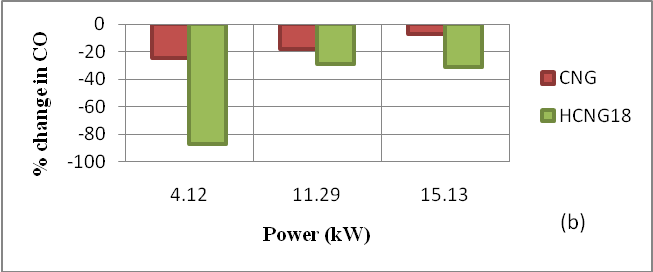 % change in CO
0
-20
-40
-60
-80
-100
4.12 11.29 15.13
Power (kW)
CNG
HCNG18
(b)